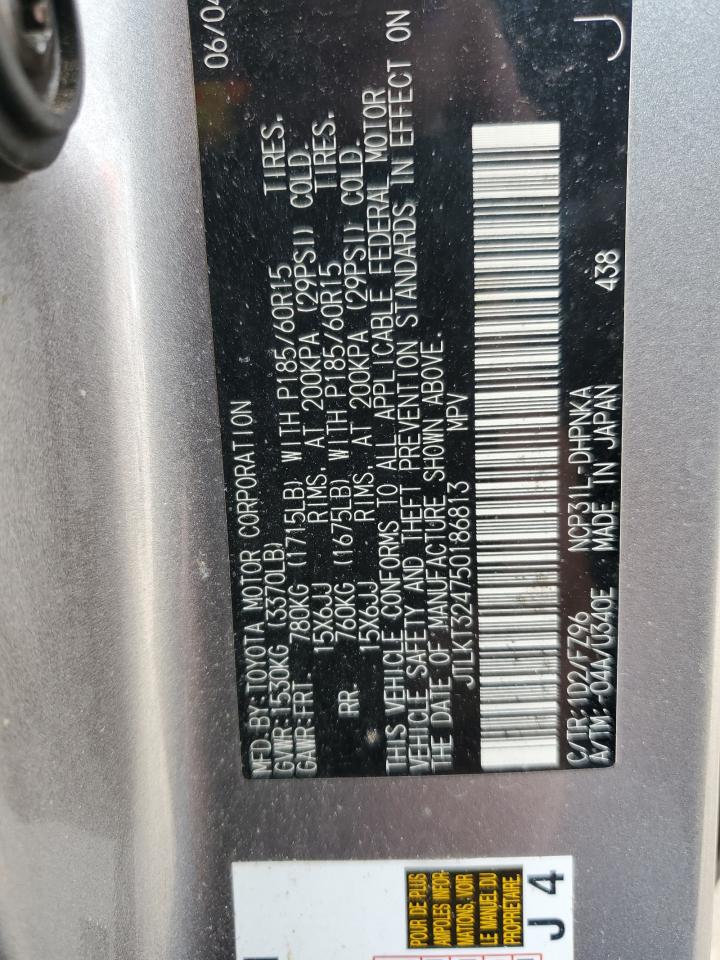 MFD.BY:TOYOTA MOTOR CORPORATION 06/04
GVWR:1530KG (3370LB)
GAWR:FRT. 780KG (1715LB) WITH P185/60R15 TIRES,
15X6JJ RIMS, AT 200KPA (29PSI) COLD.
RR. 760KG (1675LB) WITH P185/60R15 TIRES,
15X6JJ RIMS, AT 200KPA (29PSI) COLD.
THIS VEHICLE CONFORMS TO ALL APPLICABLE FEDERAL MOTOR
VEHICLE SAFETY AND THEFT PREVENTION STANDARDS IN EFFECT ON
THE DATE OF MANUFACTURE SHOWN ABOVE.
JTLKT324750186813 MPV
C/TR:1D2/FZ96 NCP31L-DHPNKA 438 J
A/TM:-04A/U340E MADE IN JAPAN
POUR DE PLUS
AMPLES INFOR-
MATIONS, VOIR
LE MANUEL DU
PROPRIÉTAIRE.
J 4